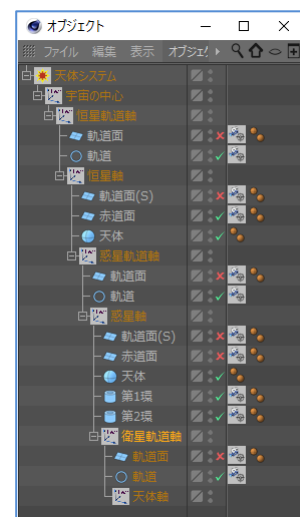 オブジェクト
ファイル 編集 表示 オブジェ
天体システム
宇宙の中心
恒星軌道軸
軌道面
軌道
恒星軸
軌道面(S)
赤道面
天体
惑星軌道軸
軌道面
軌道
惑星軸
軌道面(S)
赤道面
天体
第1環
第2環
衛星軌道軸
軌道面
軌道
天体軸